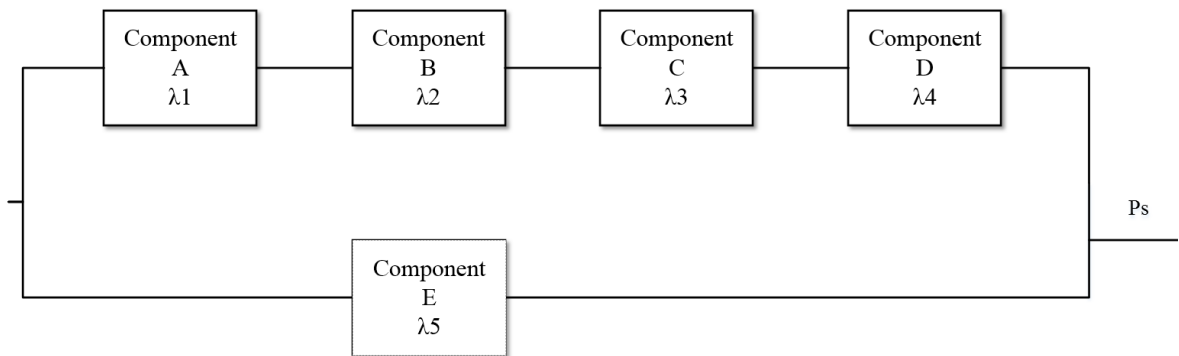 Component
A
λ1
Component
B
λ2
Component
C
λ3
Component
D
λ4
Ps
Component
E
λ5